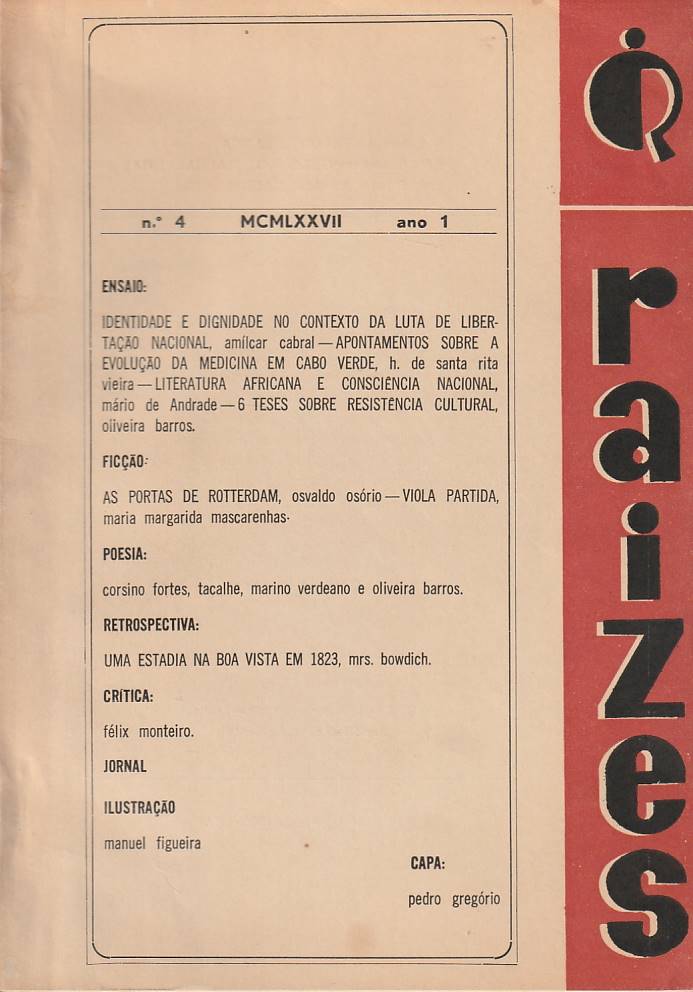 n.º 4 MCMLXXVII ano 1
ENSAIO:
IDENTIDADE E DIGNIDADE NO CONTEXTO DA LUTA DE LIBER-
TAÇÃO NACIONAL, amílcar cabral — APONTAMENTOS SOBRE A
EVOLUÇÃO DA MEDICINA EM CABO VERDE, h. de santa rita
vieira — LITERATURA AFRICANA E CONSCIÊNCIA NACIONAL,
mário de Andrade — 6 TESES SOBRE RESISTÊNCIA CULTURAL,
oliveira barros.
FICÇÃO:
AS PORTAS DE ROTTERDAM, osvaldo osório — VIOLA PARTIDA,
maria margarida mascarenhas.
POESIA:
corsino fortes, tacalhe, marino verdeano e oliveira barros.
RETROSPECTIVA:
UMA ESTADIA NA BOA VISTA EM 1823, mrs. bowdich.
CRÍTICA:
félix monteiro.
JORNAL
ILUSTRAÇÃO
manuel figueira
CAPA:
pedro gregório
raizes